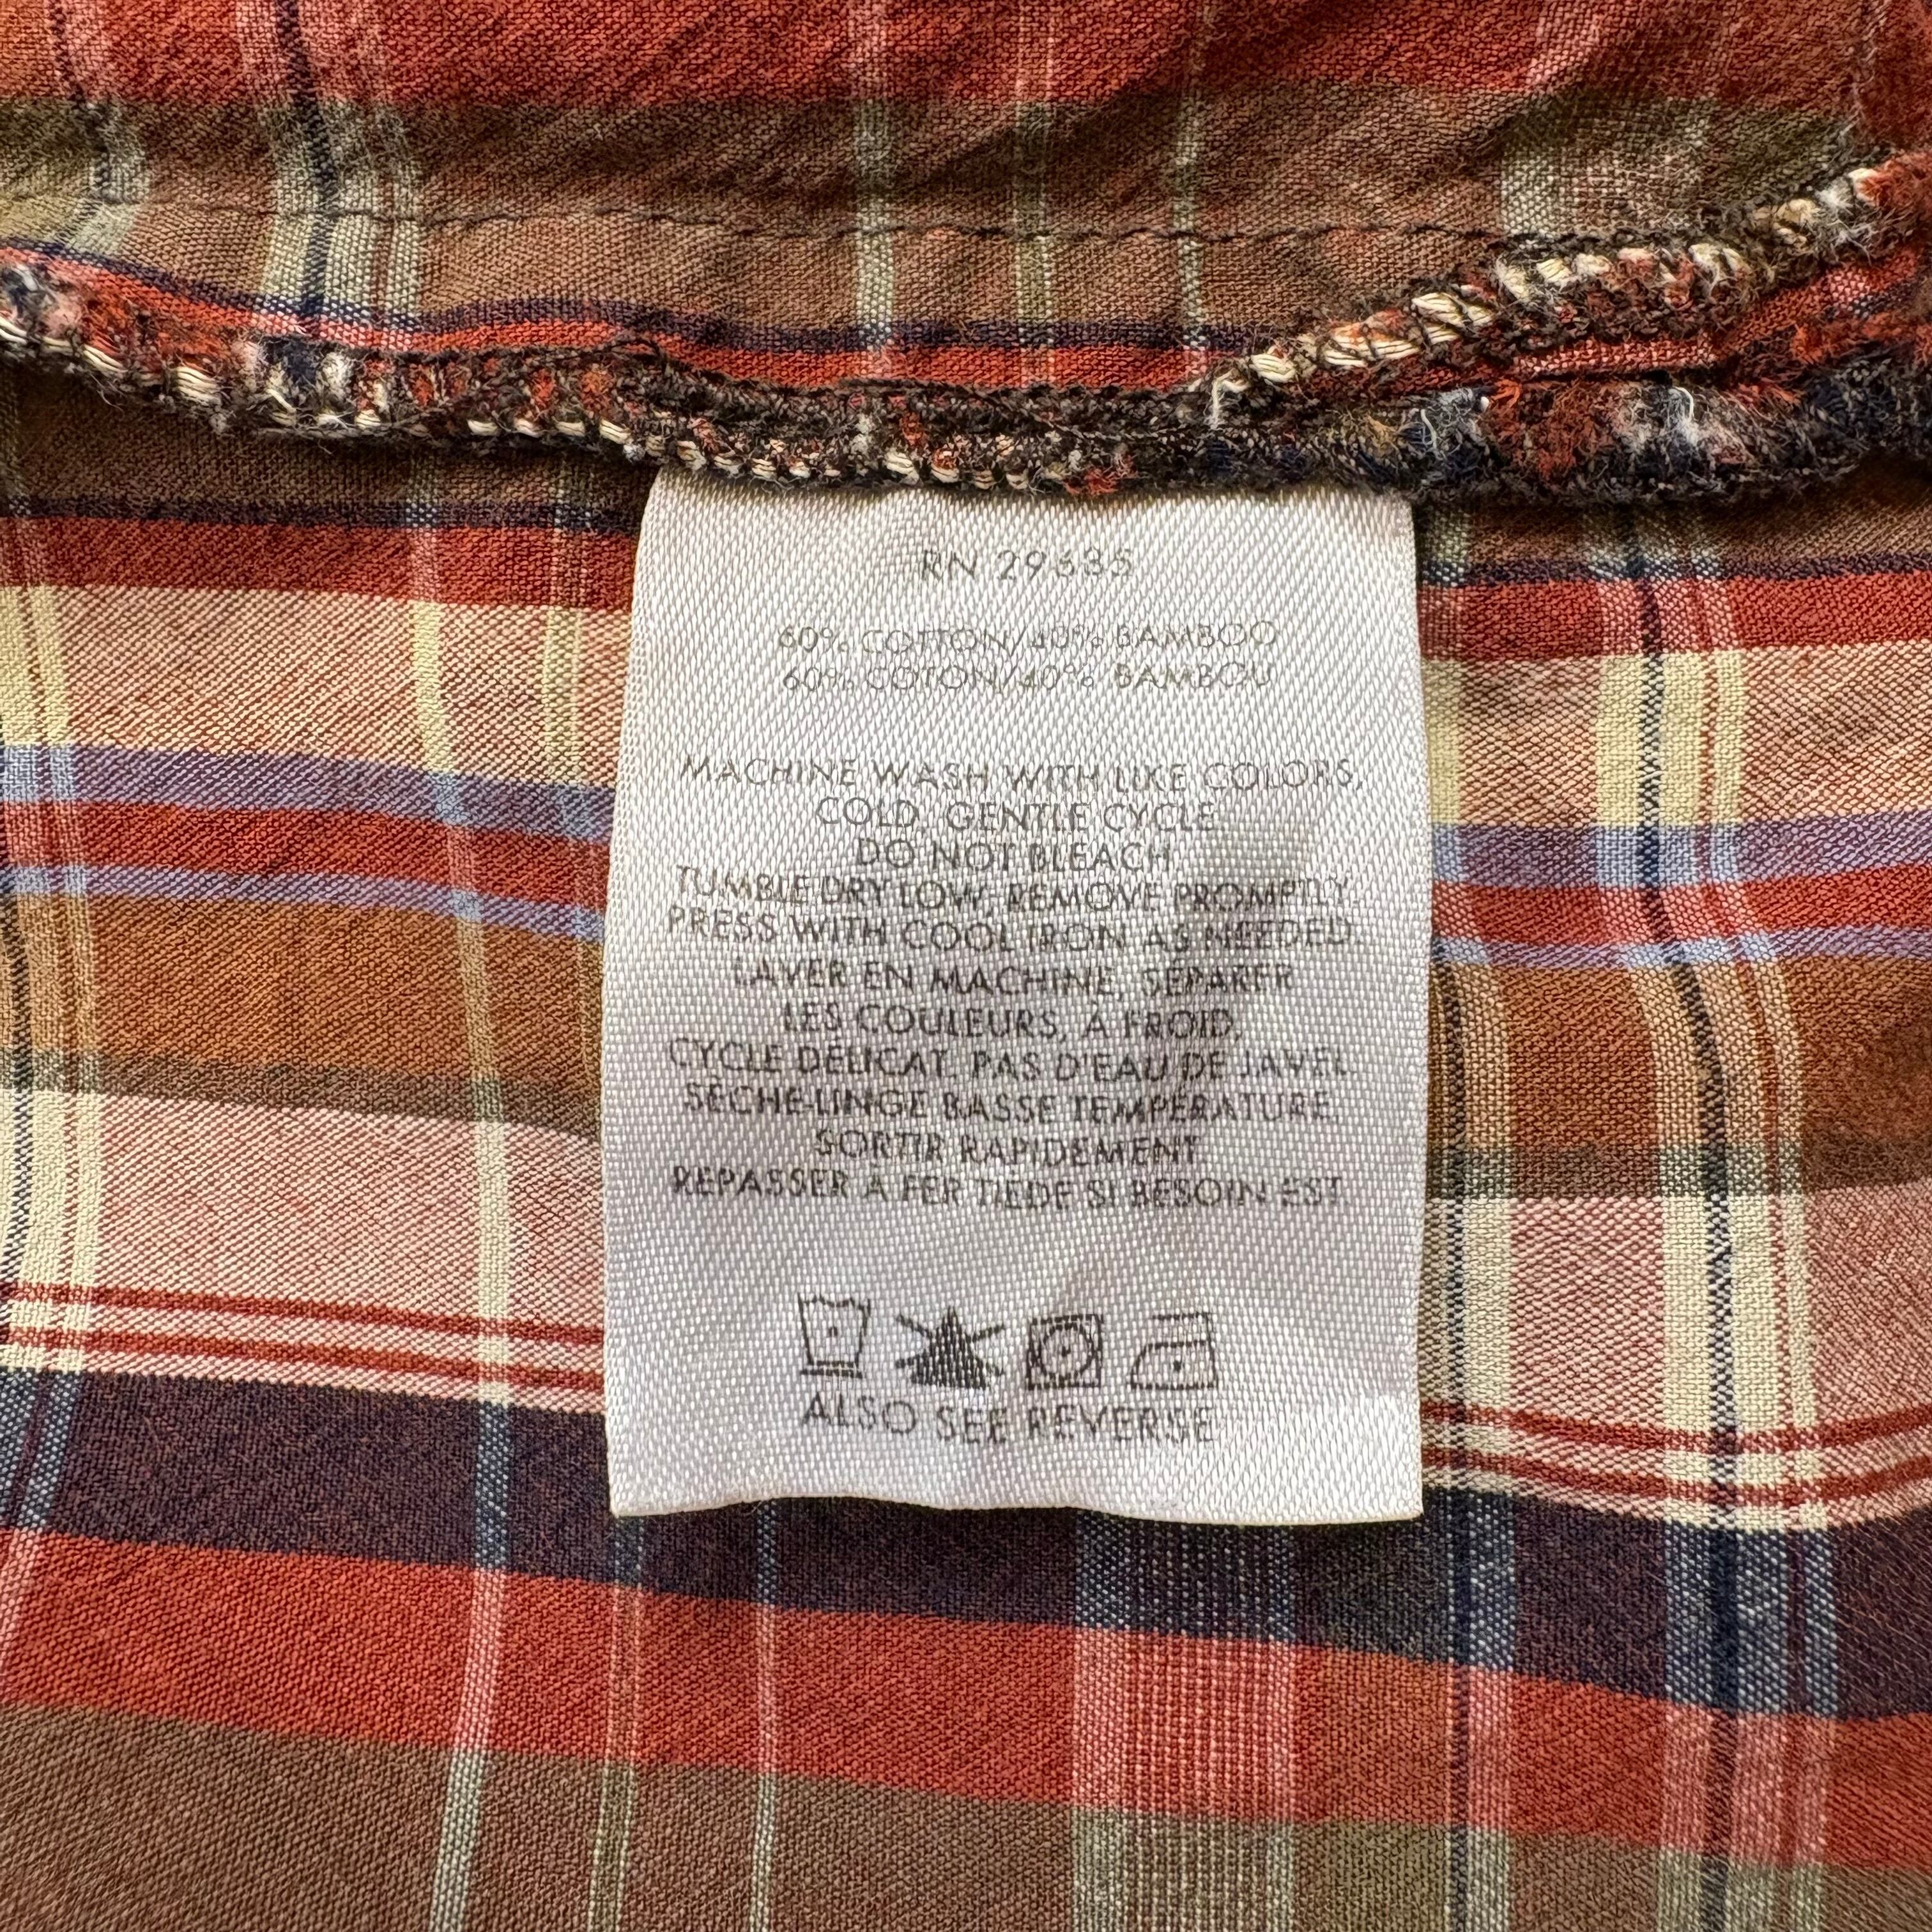 RN 29635
60% COTTON/40% BAMBOO
60% COTON/40% BAMBOU
MACHINE WASH WITH LIKE COLORS,
COLD, GENTLE CYCLE
DO NOT BLEACH
TUMBLE DRY LOW, REMOVE PROMPTLY
PRESS WITH COOL IRON AS NEEDED
LAVER EN MACHINE, SÉPARER
LES COULEURS, À FROID,
CYCLE DÉLICAT. PAS D'EAU DE JAVEL
SÈCHE-LINGE BASSE TEMPÉRATURE
SORTIR RAPIDEMENT
REPASSER À FER TIÈDE SI BESOIN EST
ALSO SEE REVERSE